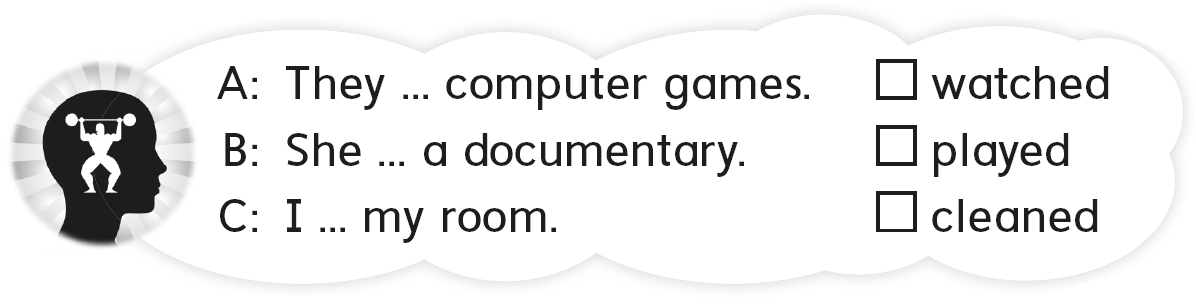 A: They ... computer games. ☐ watched
B: She ... a documentary. ☐ played
C: I ... my room. ☐ cleaned